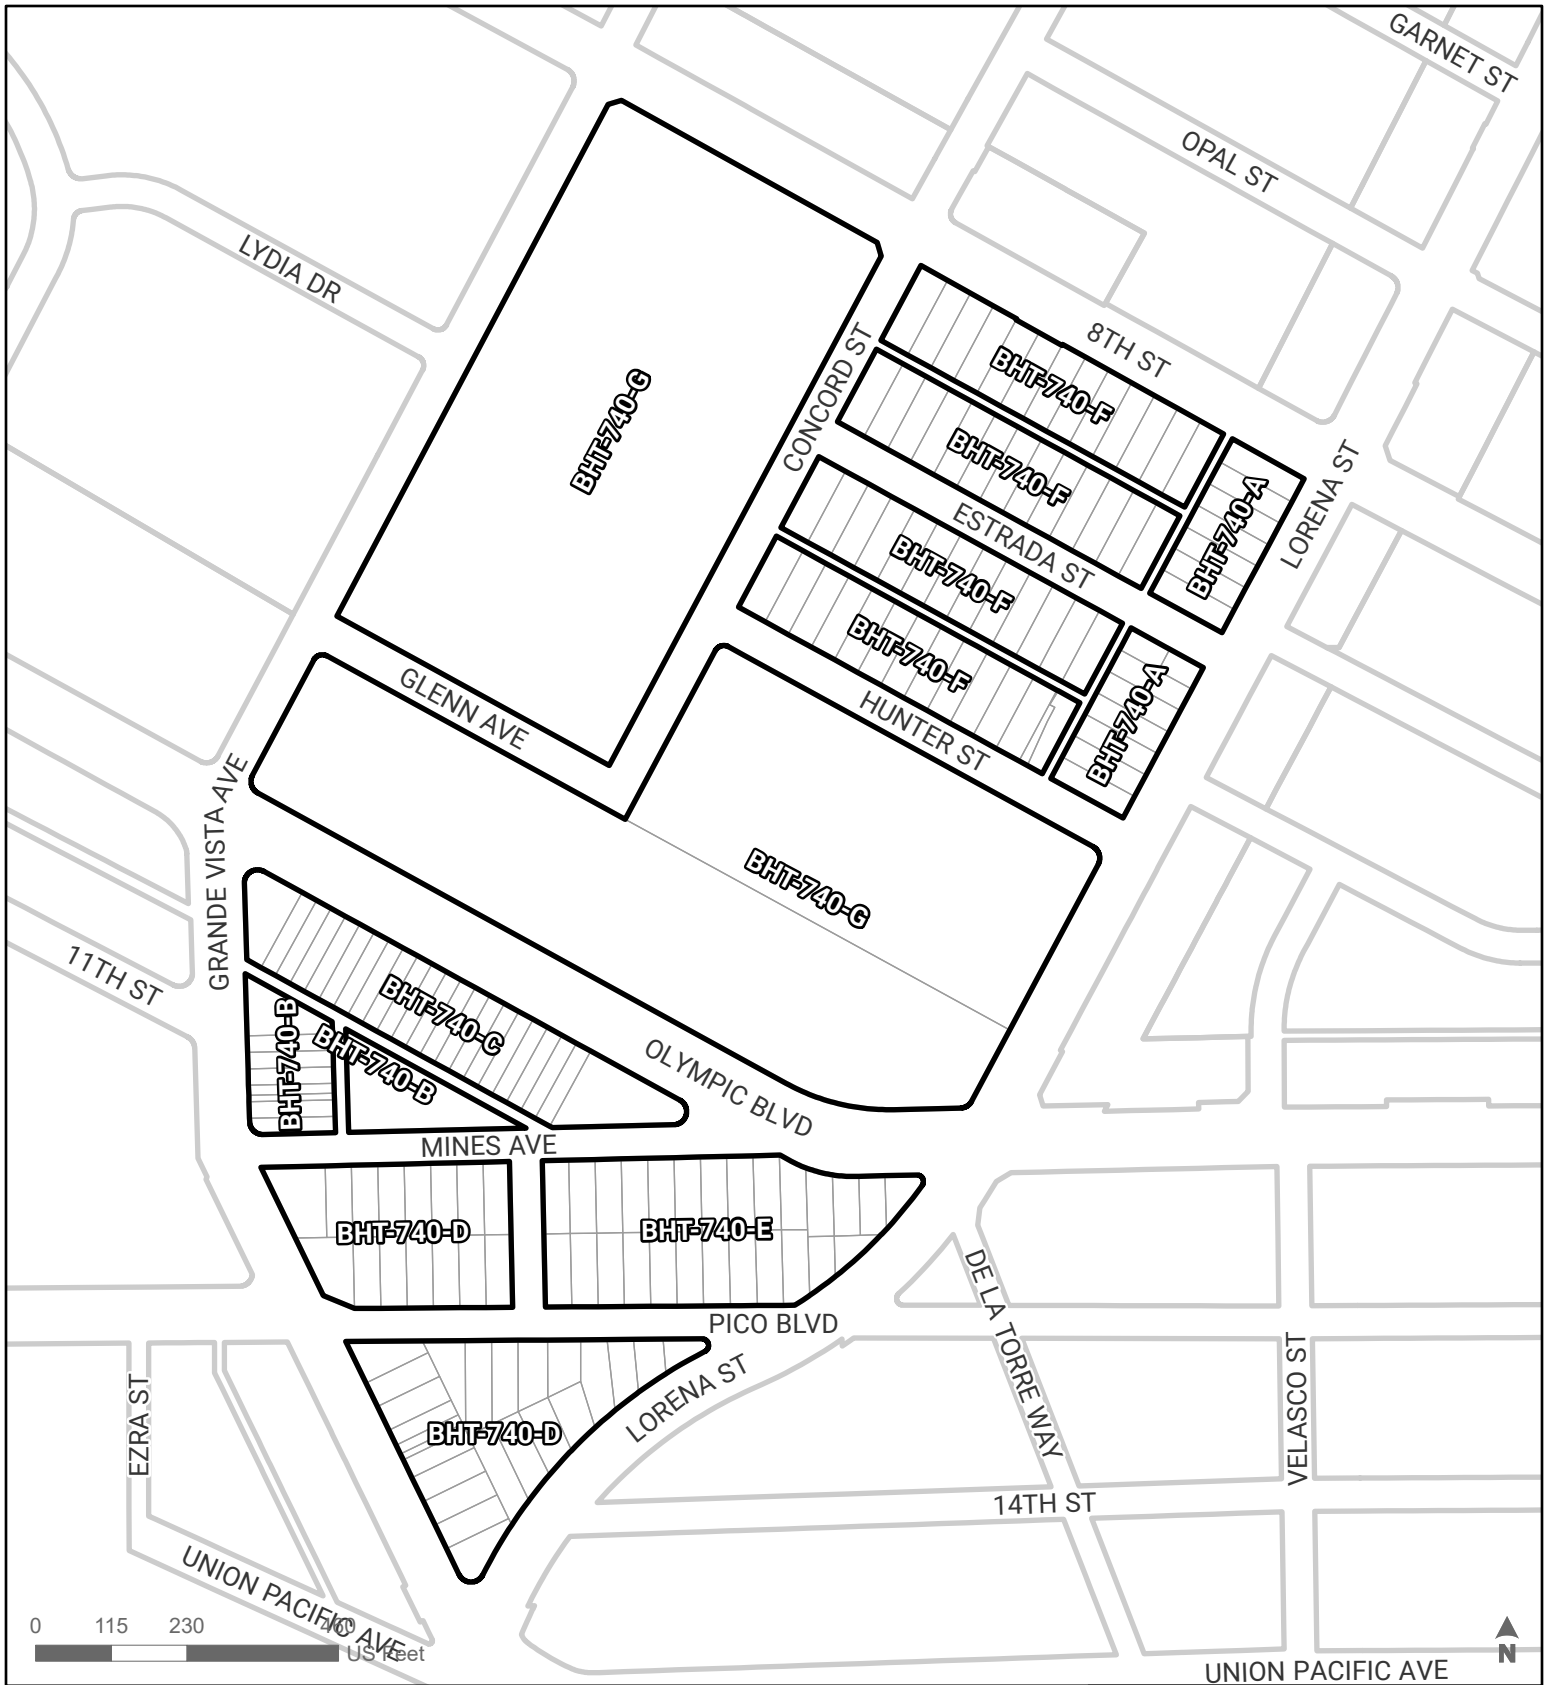 GARNET ST
OPAL ST
LYDIA DR
8TH ST
CONCORD ST
BHT-740-F
BHT-740-G
BHT-740-F
LORENA ST
BHT-740-A
ESTRADA ST
BHT-740-F
BHT-740-F
GLENN AVE
HUNTER ST
BHT-740-A
GRANDE VISTA AVE
BHT-740-G
11TH ST
BHT-740-C
BHT-740-B
BHT-740-B
OLYMPIC BLVD
MINES AVE
BHT-740-D
BHT-740-E
DE LA TORRE WAY
PICO BLVD
LORENA ST
VELASCO ST
EZRA ST
BHT-740-D
14TH ST
UNION PACIFIC AVE
0 115 230 460
US Feet
N
UNION PACIFIC AVE